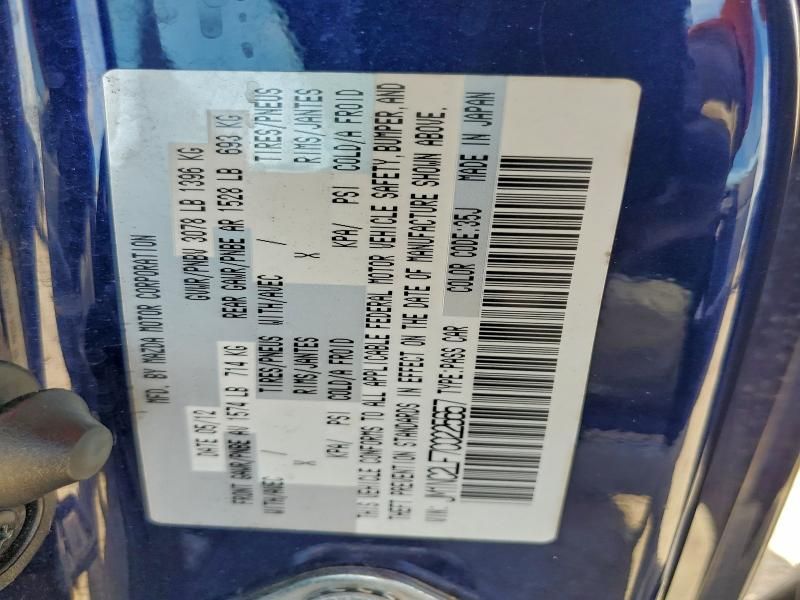 MFD. BY MAZDA MOTOR CORPORATION
DATE 05/12 GVWR/PNBV 3078 LB 1396 KG
FRONT GAWR/PNBE AV 1574 LB 714 KG REAR GAWR/PNBE AR 1528 LB 693 KG
WITH/AVEC / TIRES/PNEUS WITH/AVEC / TIRES/PNEUS
X RIMS/JANTES X RIMS/JANTES
KPA/ PSI COLD/A FROID KPA/ PSI COLD/A FROID
THIS VEHICLE CONFORMS TO ALL APPLICABLE FEDERAL MOTOR VEHICLE SAFETY, BUMPER, AND
THEFT PREVENTION STANDARDS IN EFFECT ON THE DATE OF MANUFACTURE SHOWN ABOVE.
VIN: TYPE:PASS CAR COLOR CODE:35J MADE IN JAPAN